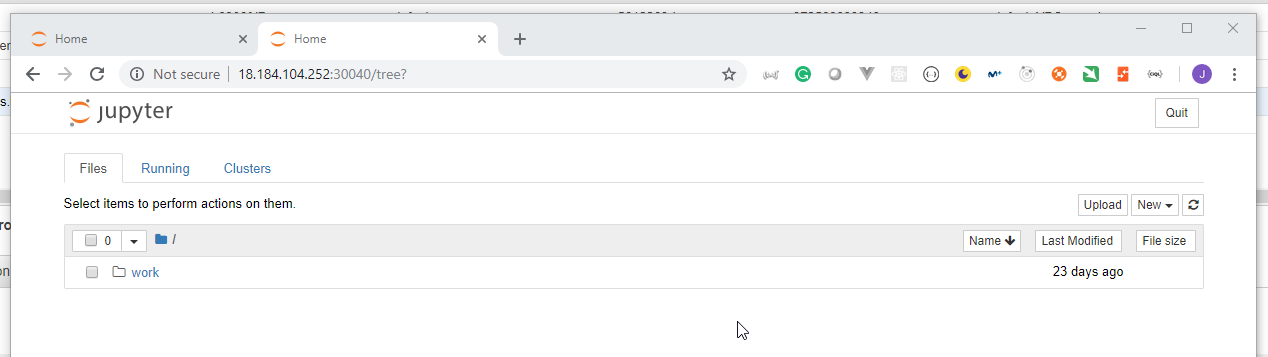 Home
Home
Not secure
18.184.104.252:30040/tree?
J
jupyter
Quit
Files
Running
Clusters
Select items to perform actions on them.
Upload
New
0
/
Name
Last Modified
File size
work
23 days ago